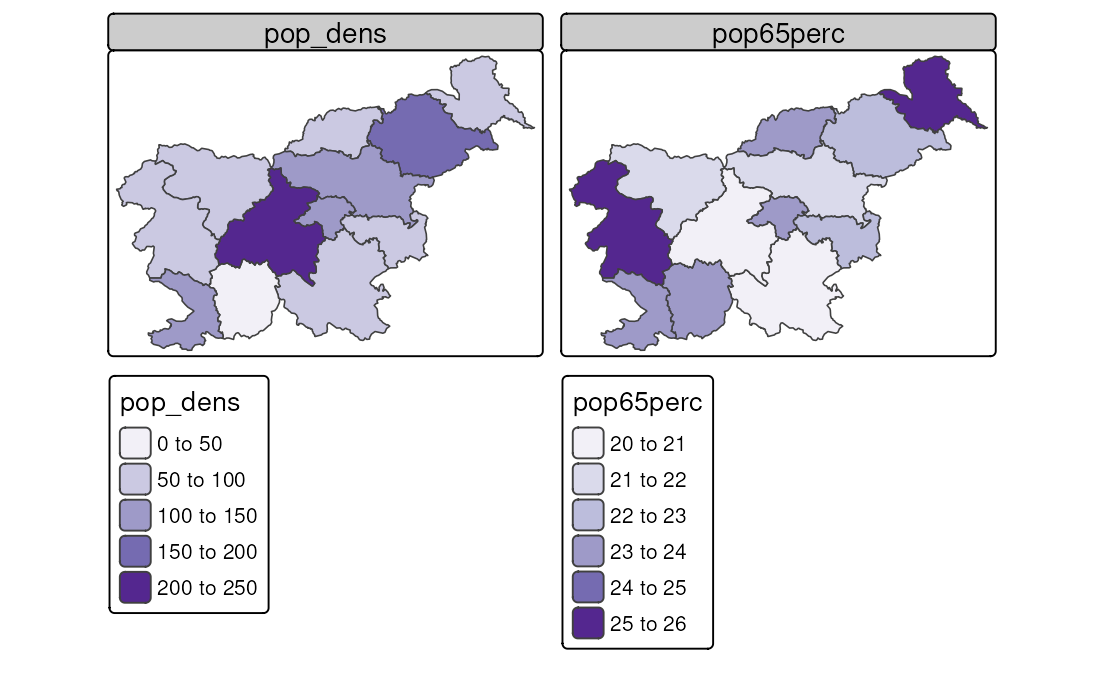 pop_dens
pop65perc
pop_dens
0 to 50
50 to 100
100 to 150
150 to 200
200 to 250
pop65perc
20 to 21
21 to 22
22 to 23
23 to 24
24 to 25
25 to 26